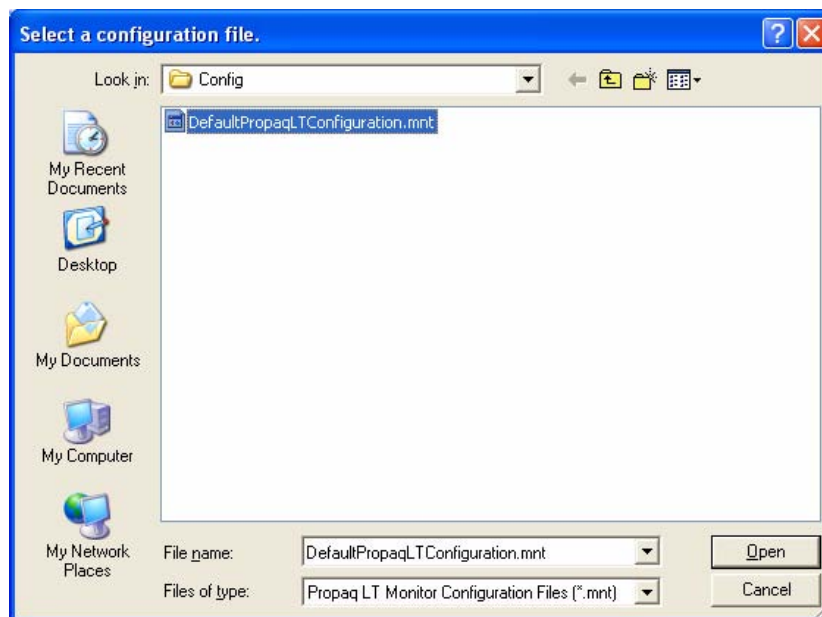 Select a configuration file.
Look in:
Config
DefaultPropaqLTConfiguration.mnt
My Recent
Documents
Desktop
My Documents
My Computer
My Network
Places
File name:
DefaultPropaqLTConfiguration.mnt
Open
Files of type:
Propaq LT Monitor Configuration Files (*.mnt)
Cancel